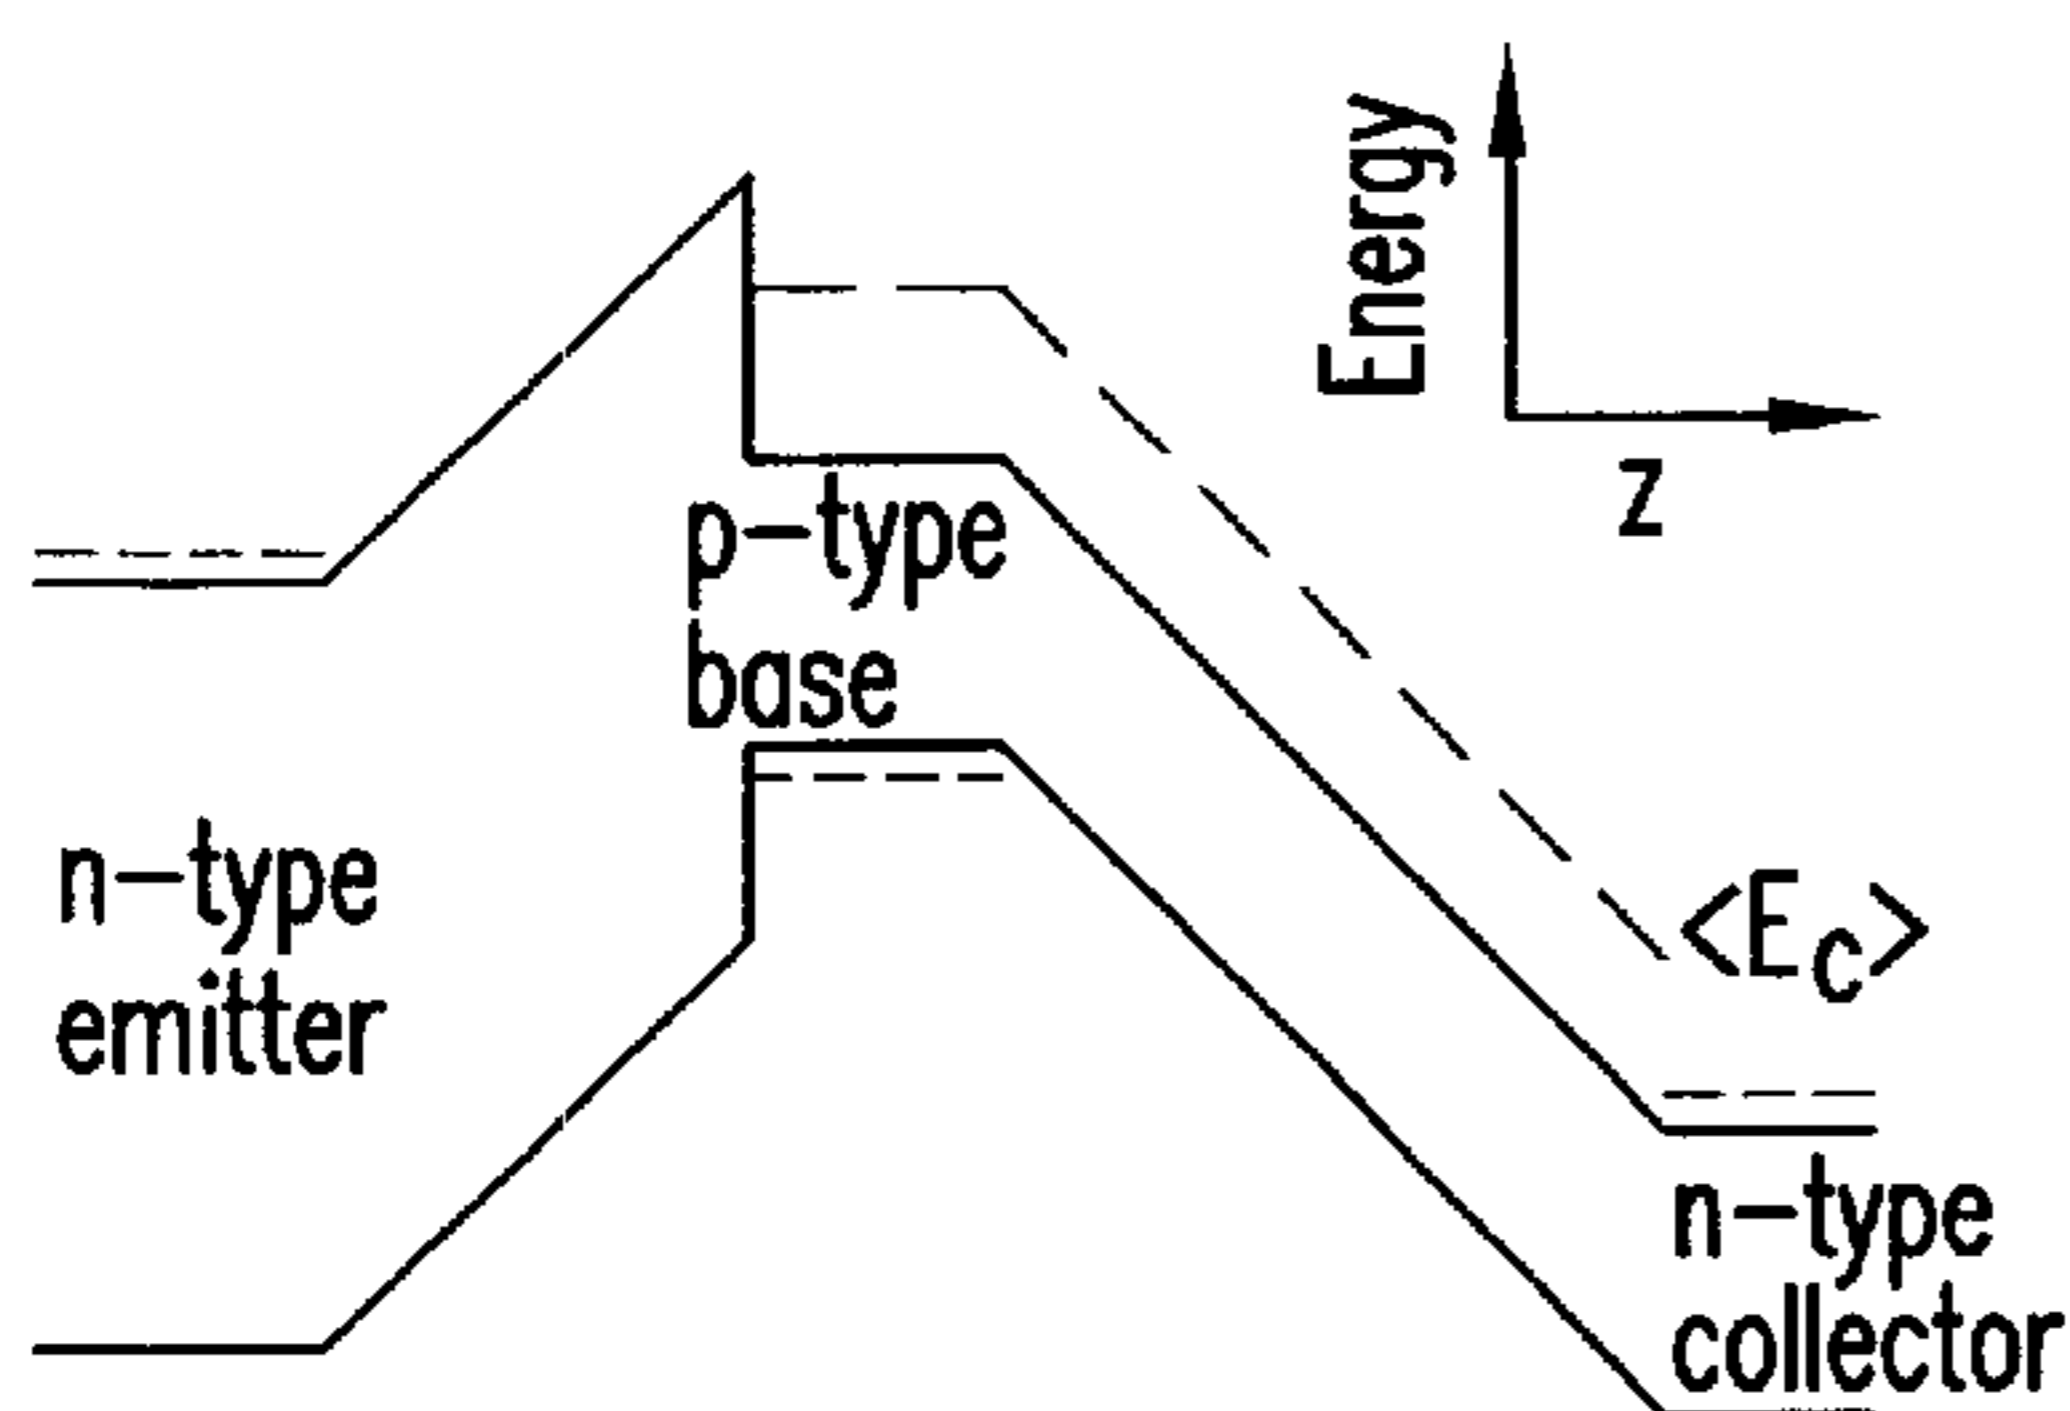 Energy
z
p-type
base
n-type
emitter
<E_c>
n-type
collector